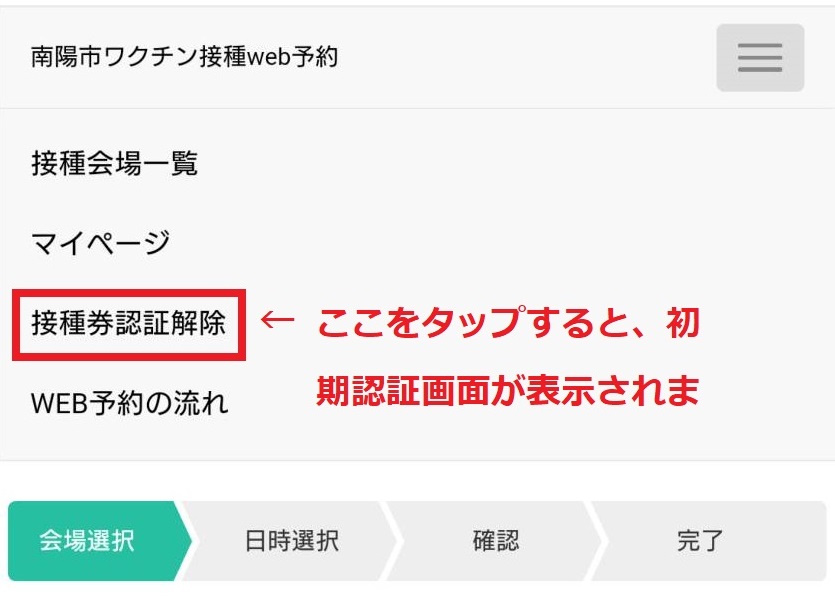 南陽市ワクチン接種web予約
接種会場一覧
マイページ
接種券認証解除
← ここをタップすると、初
期認証画面が表示されま
WEB予約の流れ
会場選択
日時選択
確認
完了